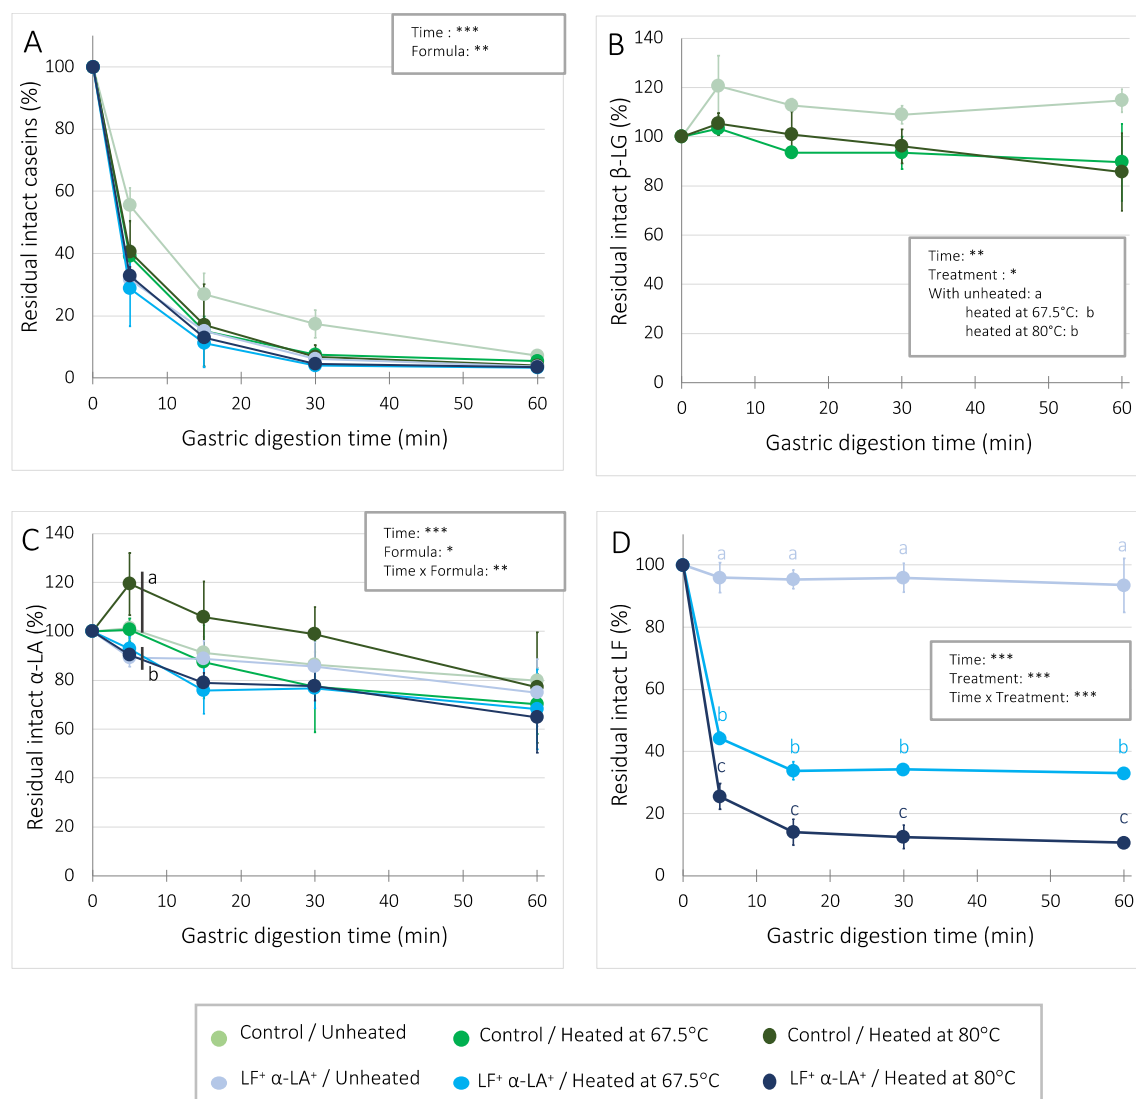 A
Time : ***
Formula: **
Residual intact caseins (%)
100
80
60
40
20
0
0 10 20 30 40 50 60
Gastric digestion time (min)
B
Residual intact β-LG (%)
140
120
100
80
60
40
20
0
Time: **
Treatment : *
With unheated: a
heated at 67.5°C: b
heated at 80°C: b
0 10 20 30 40 50 60
Gastric digestion time (min)
C
Time: ***
Formula: *
Time x Formula: **
Residual intact α-LA (%)
140
120
100
80
60
40
20
0
a
b
0 10 20 30 40 50 60
Gastric digestion time (min)
D
Residual intact LF (%)
100
80
60
40
20
0
a a a a
Time: ***
Treatment: ***
Time x Treatment: ***
b b b b
c c c c
0 10 20 30 40 50 60
Gastric digestion time (min)
Control / Unheated
Control / Heated at 67.5°C
Control / Heated at 80°C
LF⁺ α-LA⁺ / Unheated
LF⁺ α-LA⁺ / Heated at 67.5°C
LF⁺ α-LA⁺ / Heated at 80°C